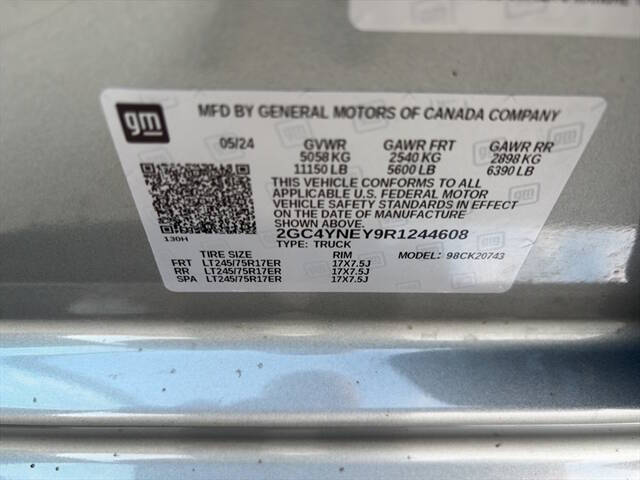 gm
MFD BY GENERAL MOTORS OF CANADA COMPANY
05/24 GVWR GAWR FRT GAWR RR
5058 KG 2540 KG 2898 KG
11150 LB 5600 LB 6390 LB
THIS VEHICLE CONFORMS TO ALL
APPLICABLE U.S. FEDERAL MOTOR
VEHICLE SAFETY STANDARDS IN
EFFECT ON THE DATE OF MANUFACTURE
SHOWN ABOVE.
2GC4YNEY9R1244608
130H
TYPE: TRUCK
TIRE SIZE RIM MODEL: 98CK20743
FRT LT245/75R17ER 17X7.5J
RR LT245/75R17ER 17X7.5J
SPA LT245/75R17ER 17X7.5J